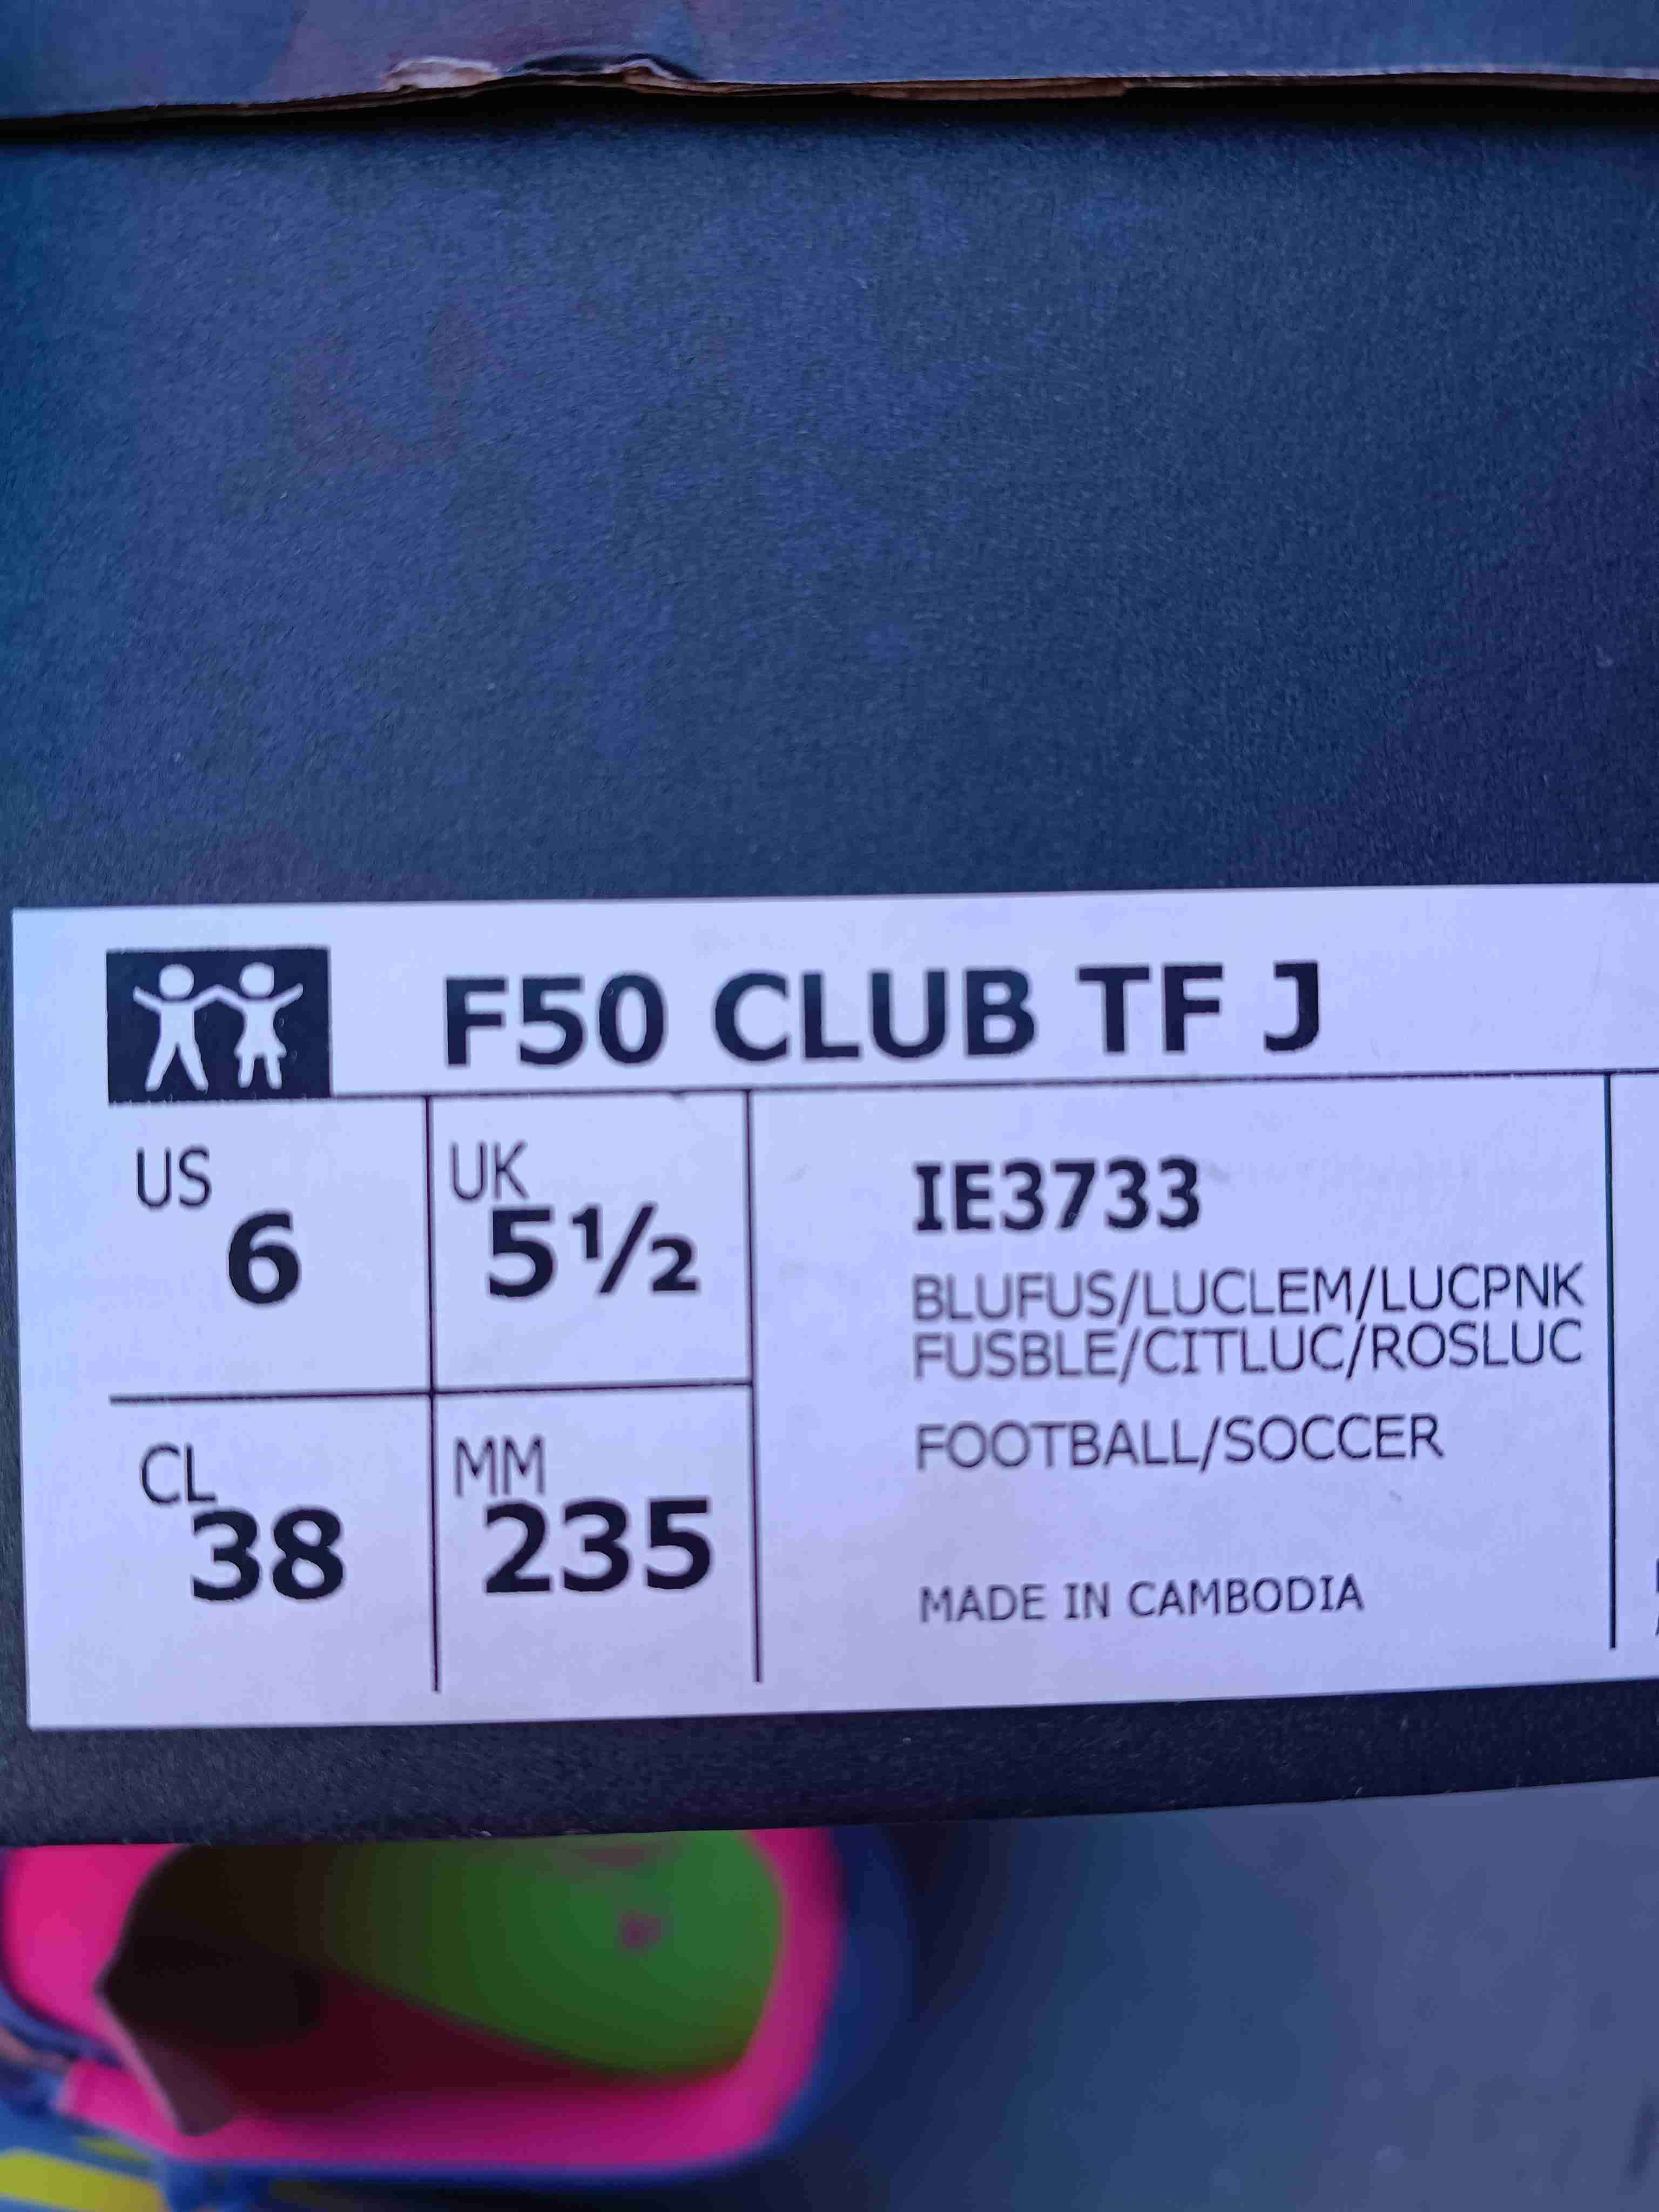 F50 CLUB TF J
US
6
UK
5½
CL
38
MM
235
IE3733
BLUFUS/LUCLEM/LUCPNK
FUSBLE/CITLUC/ROSLUC
FOOTBALL/SOCCER
MADE IN CAMBODIA